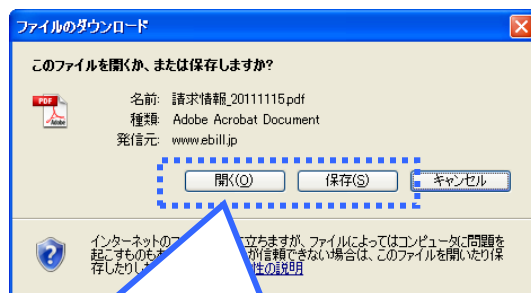 ファイルのダウンロード
このファイルを開くか、または保存しますか?
PDF
Adobe
名前: 請求情報_20111115.pdf
種類: Adobe Acrobat Document
発信元: www.ebill.jp
開く(O) 保存(S) キャンセル
インターネットの 立ちますが、ファイルによってはコンピュータに問題を
起こすものも が信頼できない場合は、このファイルを開いたり保
存したりし 性の説明